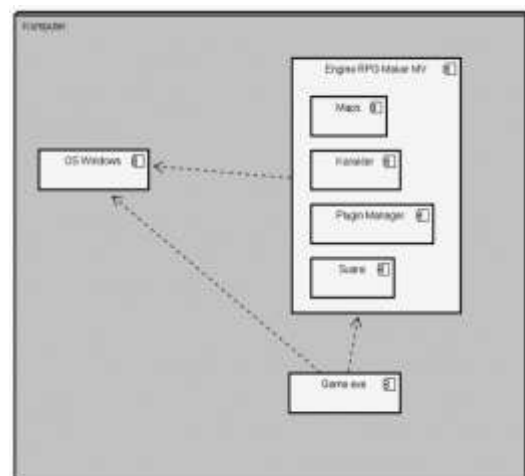 Komputer
Engine RPG Maker MV
Maps
OS Windows
Karakter
Plugin Manager
Suara
Game.exe